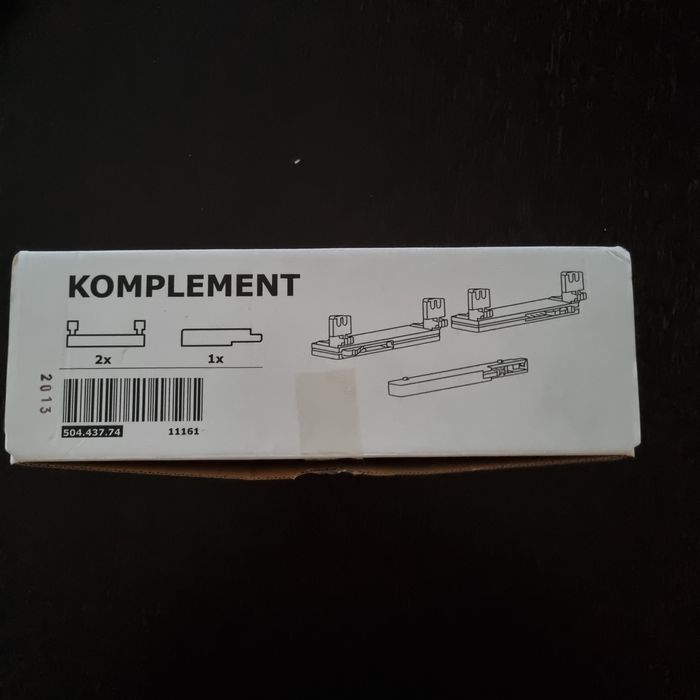 KOMPLEMENT
2x 1x
2013
504.437.74 11161